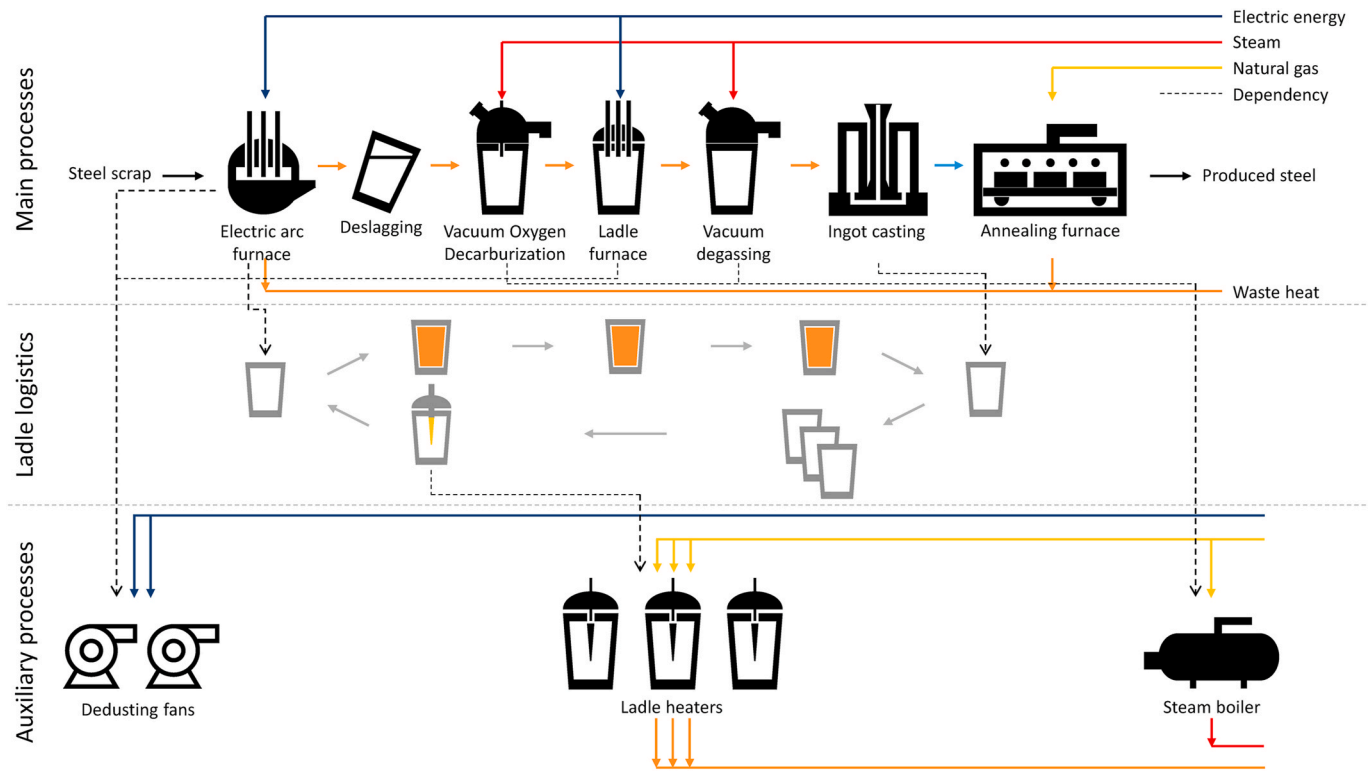 Main processes
Electric energy
Steam
Natural gas
Dependency
Steel scrap
Produced steel
Electric arc
furnace
Deslagging
Vacuum Oxygen
Decarburization
Ladle
furnace
Vacuum
degassing
Ingot casting
Annealing furnace
Waste heat
Ladle logistics
Auxiliary processes
Dedusting fans
Ladle heaters
Steam boiler